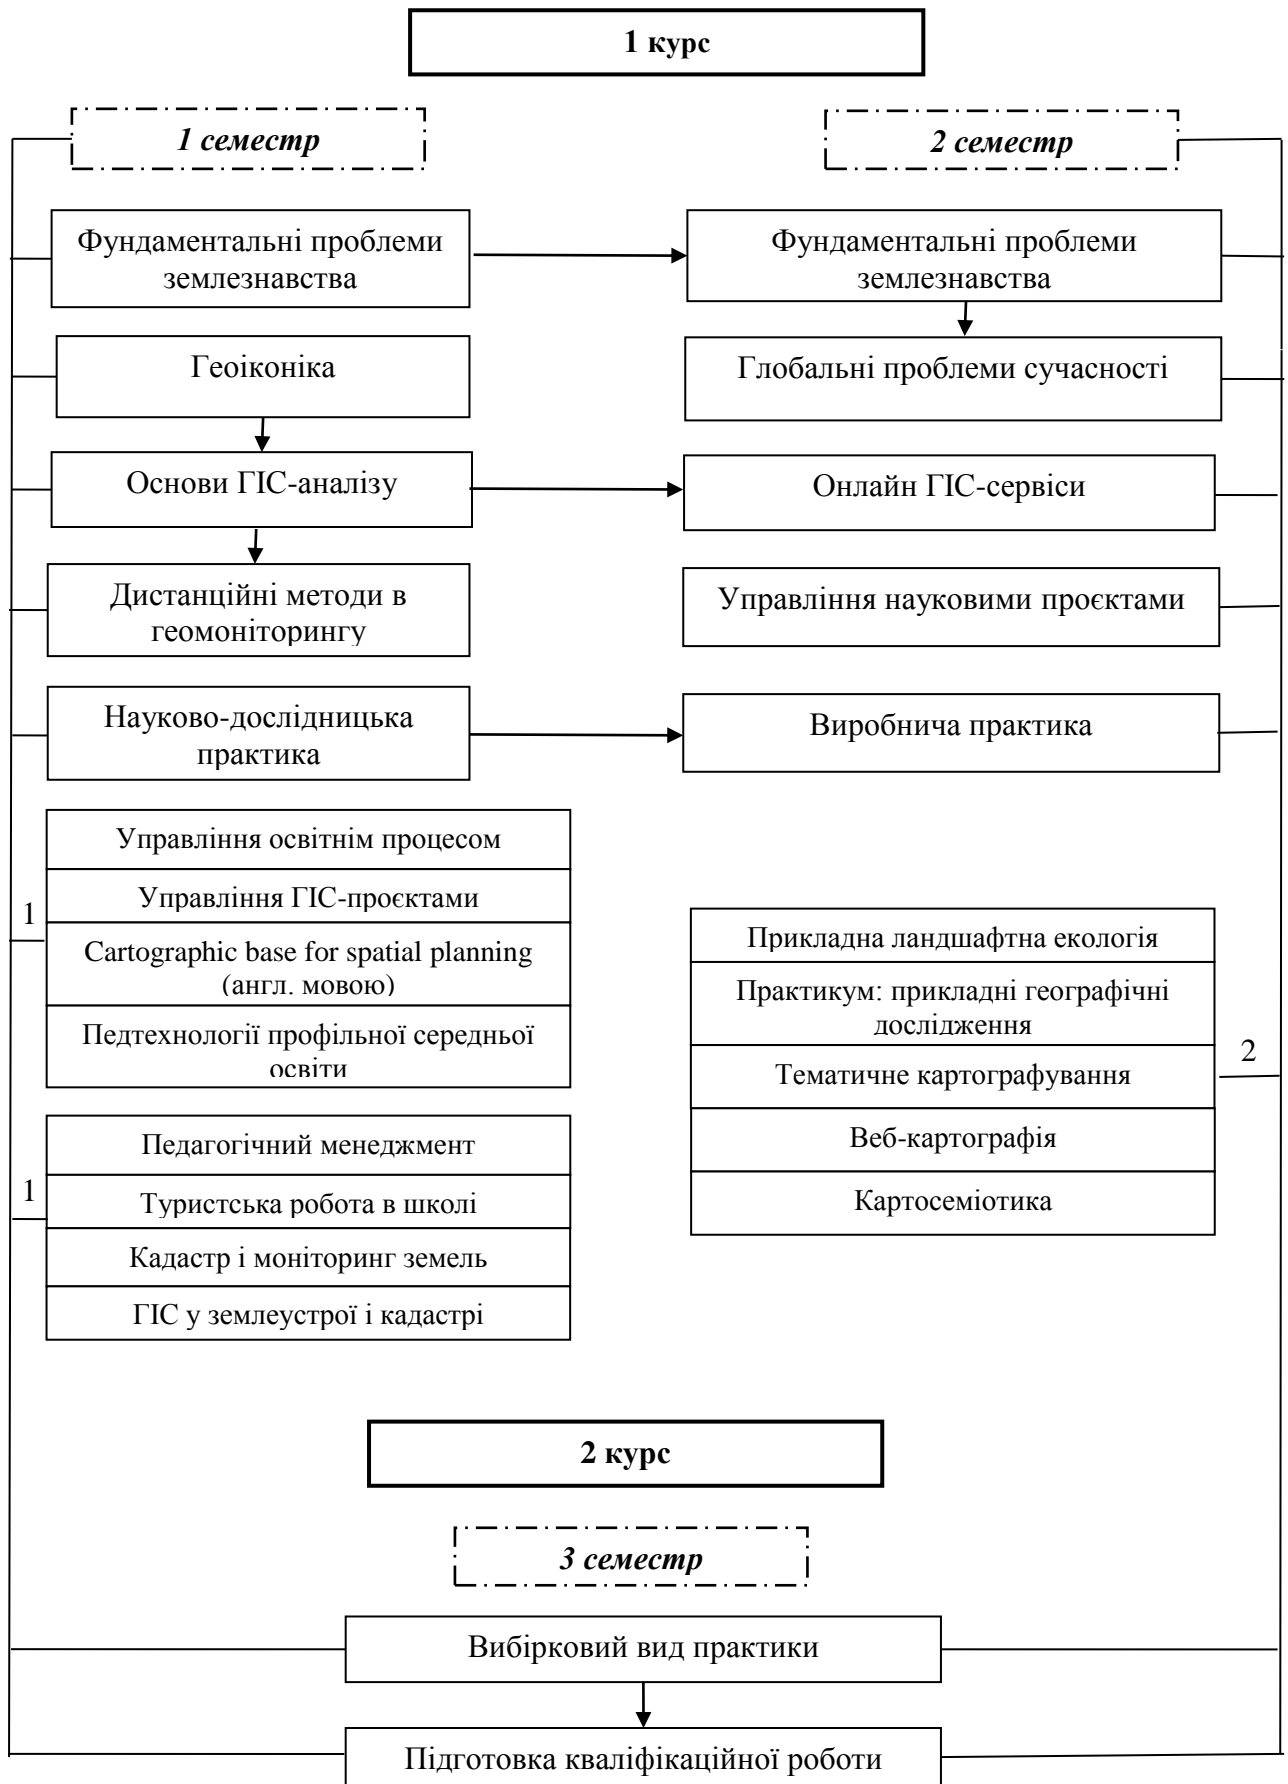 1 курс
1 семестр
2 семестр
Фундаментальні проблеми
землезнавства
Фундаментальні проблеми
землезнавства
Геоіконіка
Глобальні проблеми сучасності
Основи ГІС-аналізу
Онлайн ГІС-сервіси
Дистанційні методи в
геомоніторингу
Управління науковими проєктами
Науково-дослідницька
практика
Виробнича практика
1
Управління освітнім процесом
Управління ГІС-проєктами
Cartographic base for spatial planning
(англ. мовою)
Педтехнології профільної середньої
освіти
1
Педагогічний менеджмент
Туристська робота в школі
Кадастр і моніторинг земель
ГІС у землеустрої і кадастрі
Прикладна ландшафтна екологія
Практикум: прикладні географічні
дослідження
Тематичне картографування
Веб-картографія
Картосеміотика
2
2 курс
3 семестр
Вибірковий вид практики
Підготовка кваліфікаційної роботи